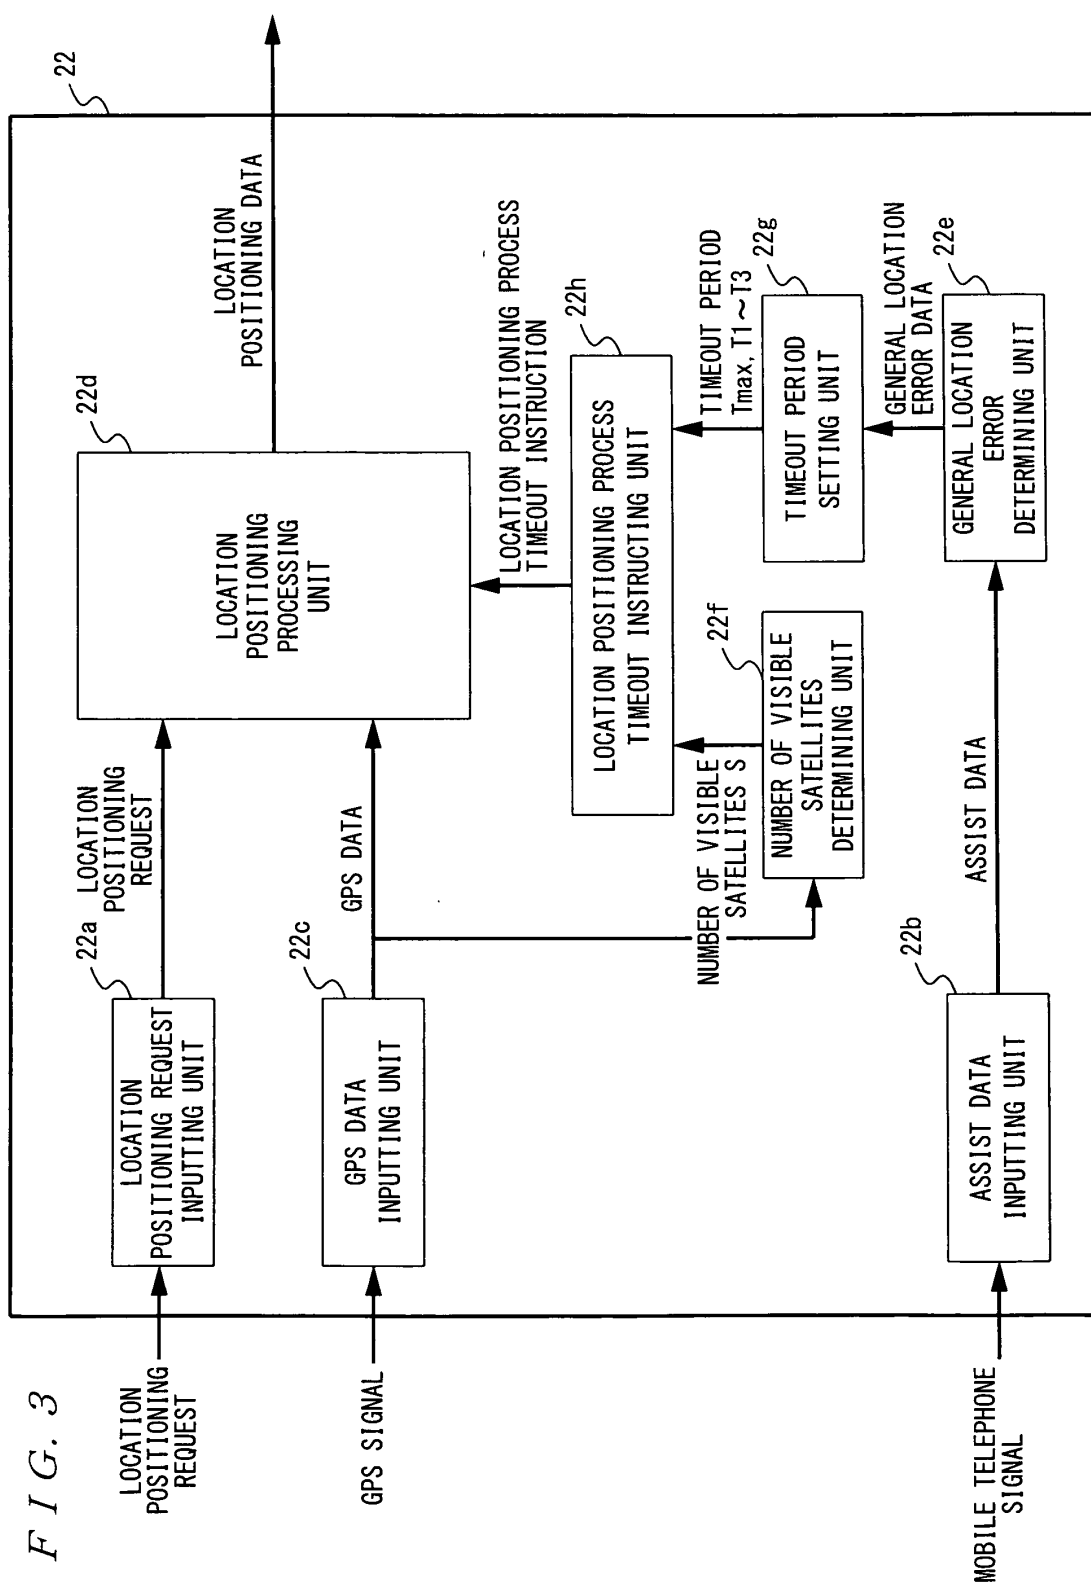 FIG. 3
22
LOCATION
POSITIONING
REQUEST
22a
LOCATION
POSITIONING REQUEST
INPUTTING UNIT
LOCATION
POSITIONING
REQUEST
22d
LOCATION
POSITIONING
PROCESSING
UNIT
LOCATION
POSITIONING DATA
GPS SIGNAL
22c
GPS DATA
INPUTTING UNIT
GPS DATA
LOCATION POSITIONING PROCESS
TIMEOUT INSTRUCTION
22h
LOCATION POSITIONING PROCESS
TIMEOUT INSTRUCTING UNIT
NUMBER OF VISIBLE
SATELLITES S
22f
NUMBER OF VISIBLE
SATELLITES
DETERMINING UNIT
TIMEOUT PERIOD
Tmax, T1~T3
22g
TIMEOUT PERIOD
SETTING UNIT
GENERAL LOCATION
ERROR DATA
22e
GENERAL LOCATION
ERROR
DETERMINING UNIT
MOBILE TELEPHONE
SIGNAL
22b
ASSIST DATA
INPUTTING UNIT
ASSIST DATA